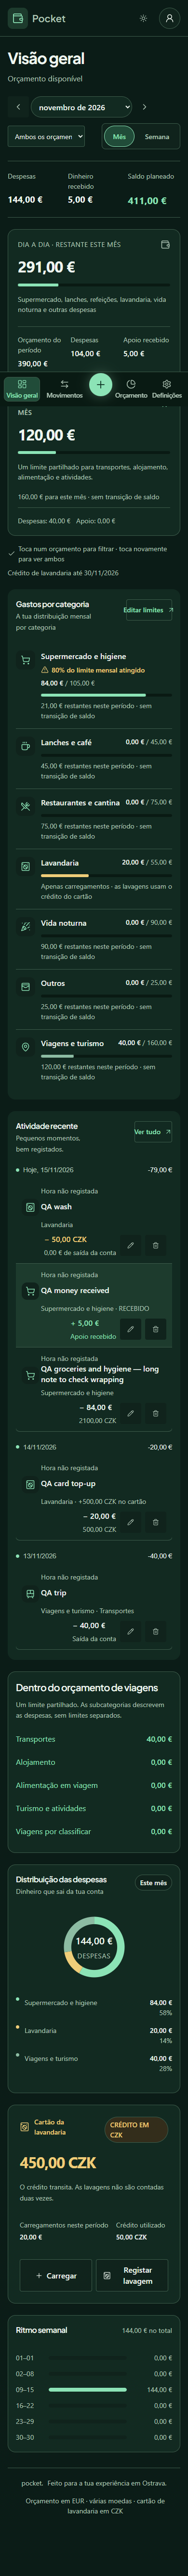 Pocket
Visão geral
Orçamento disponível
novembro de 2026
Ambos os orçamen
Mês
Semana
Despesas
144,00 €
Dinheiro
recebido
5,00 €
Saldo planeado
411,00 €
DIA A DIA · RESTANTE ESTE MÊS
291,00 €
Supermercado, lanches, refeições, lavandaria, vida
noturna e outras despesas
Orçamento do
período
390,00 €
Despesas
104,00 €
Apoio recebido
5,00 €
Visão geral
Movimentos
Orçamento
Definições
MÊS
120,00 €
Um limite partilhado para transportes, alojamento,
alimentação e atividades.
160,00 € para este mês · sem transição de saldo
Despesas: 40,00 € Apoio: 0,00 €
Toca num orçamento para filtrar · toca novamente
para ver ambos
Crédito de lavandaria até 30/11/2026
Gastos por categoria
A tua distribuição mensal
por categoria
Editar limites
Supermercado e higiene
80% do limite mensal atingido
84,00 € / 105,00 €
21,00 € restantes neste período · sem
transição de saldo
Lanches e café
0,00 € / 45,00 €
45,00 € restantes neste período · sem
transição de saldo
Restaurantes e cantina
0,00 € / 75,00 €
75,00 € restantes neste período · sem
transição de saldo
Lavandaria
20,00 € / 55,00 €
Apenas carregamentos · as lavagens usam o
crédito do cartão
Vida noturna
0,00 € / 90,00 €
90,00 € restantes neste período · sem
transição de saldo
Outros
0,00 € / 25,00 €
25,00 € restantes neste período · sem
transição de saldo
Viagens e turismo
40,00 € / 160,00 €
120,00 € restantes neste período · sem
transição de saldo
Atividade recente
Pequenos momentos,
bem registados.
Ver tudo
Hoje, 15/11/2026
-79,00 €
Hora não registada
QA wash
Lavandaria
− 50,00 CZK
0,00 € de saída da conta
Hora não registada
QA money received
Supermercado e higiene · RECEBIDO
+ 5,00 €
Apoio recebido
Hora não registada
QA groceries and hygiene — long
note to check wrapping
Supermercado e higiene
− 84,00 €
2100,00 CZK
14/11/2026
-20,00 €
Hora não registada
QA card top-up
Lavandaria · +500,00 CZK no cartão
− 20,00 €
500,00 CZK
13/11/2026
-40,00 €
Hora não registada
QA trip
Viagens e turismo · Transportes
− 40,00 €
Saída da conta
Dentro do orçamento de viagens
Um limite partilhado. As subcategorias descrevem
as despesas, sem limites separados.
Transportes
40,00 €
Alojamento
0,00 €
Alimentação em viagem
0,00 €
Turismo e atividades
0,00 €
Viagens por classificar
0,00 €
Distribuição das despesas
Dinheiro que sai da tua conta
Este mês
144,00 €
DESPESAS
Supermercado e higiene
84,00 €
58%
Lavandaria
20,00 €
14%
Viagens e turismo
40,00 €
28%
Cartão da
lavandaria
CRÉDITO EM
CZK
450,00 CZK
O crédito transita. As lavagens não são contadas
duas vezes.
Carregamentos neste período
20,00 €
Crédito utilizado
50,00 CZK
Carregar
Registar
lavagem
Ritmo semanal
144,00 € no total
01–01
0,00 €
02–08
0,00 €
09–15
144,00 €
16–22
0,00 €
23–29
0,00 €
30–30
0,00 €
pocket. Feito para a tua experiência em Ostrava.
Orçamento em EUR · várias moedas · cartão de
lavandaria em CZK